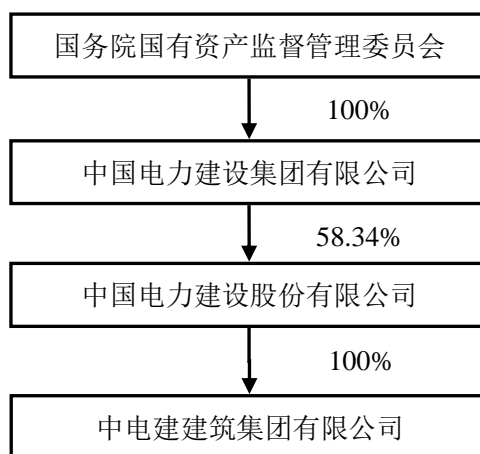 国务院国有资产监督管理委员会
100%
中国电力建设集团有限公司
58.34%
中国电力建设股份有限公司
100%
中电建建筑集团有限公司